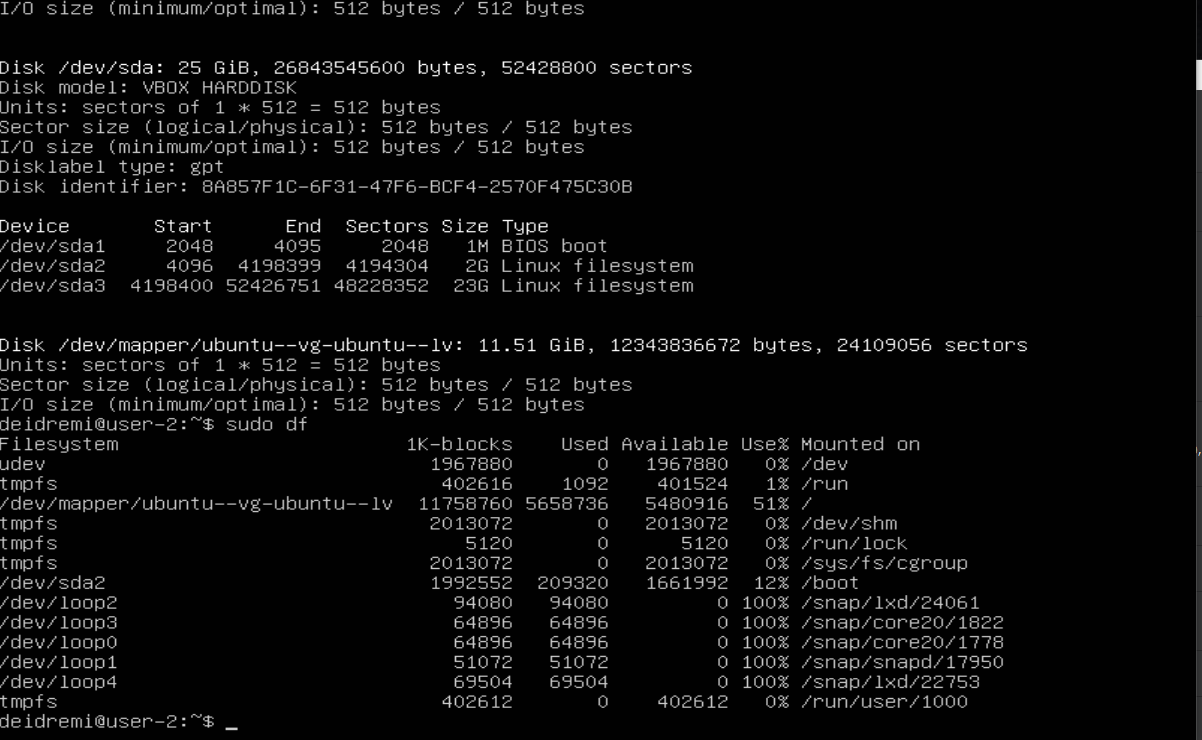 I/O size (minimum/optimal): 512 bytes / 512 bytes
Disk /dev/sda: 25 GiB, 26843545600 bytes, 52428800 sectors
Disk model: VBOX HARDDISK
Units: sectors of 1 * 512 = 512 bytes
Sector size (logical/physical): 512 bytes / 512 bytes
I/O size (minimum/optimal): 512 bytes / 512 bytes
Disklabel type: gpt
Disk identifier: 8A857F1C-6F31-47F6-BCF4-2570F475C30B
Device Start End Sectors Size Type
/dev/sda1 2048 4095 2048 1M BIOS boot
/dev/sda2 4096 4198399 4194304 2G Linux filesystem
/dev/sda3 4198400 52426751 48228352 23G Linux filesystem
Disk /dev/mapper/ubuntu--vg-ubuntu--lv: 11.51 GiB, 12343836672 bytes, 24109056 sectors
Units: sectors of 1 * 512 = 512 bytes
Sector size (logical/physical): 512 bytes / 512 bytes
I/O size (minimum/optimal): 512 bytes / 512 bytes
deidremi@user-2:~$ sudo df
Filesystem 1K-blocks Used Available Use% Mounted on
udev 1967880 0 1967880 0% /dev
tmpfs 402616 1092 401524 1% /run
/dev/mapper/ubuntu--vg-ubuntu--lv 11758760 5658736 5480916 51% /
tmpfs 2013072 0 2013072 0% /dev/shm
tmpfs 5120 0 5120 0% /run/lock
tmpfs 2013072 0 2013072 0% /sys/fs/cgroup
/dev/sda2 1992552 209320 1661992 12% /boot
/dev/loop2 94080 94080 0 100% /snap/lxd/24061
/dev/loop3 64896 64896 0 100% /snap/core20/1822
/dev/loop0 64896 64896 0 100% /snap/core20/1778
/dev/loop1 51072 51072 0 100% /snap/snapd/17950
/dev/loop4 69504 69504 0 100% /snap/lxd/22753
tmpfs 402612 0 402612 0% /run/user/1000
deidremi@user-2:~$ _